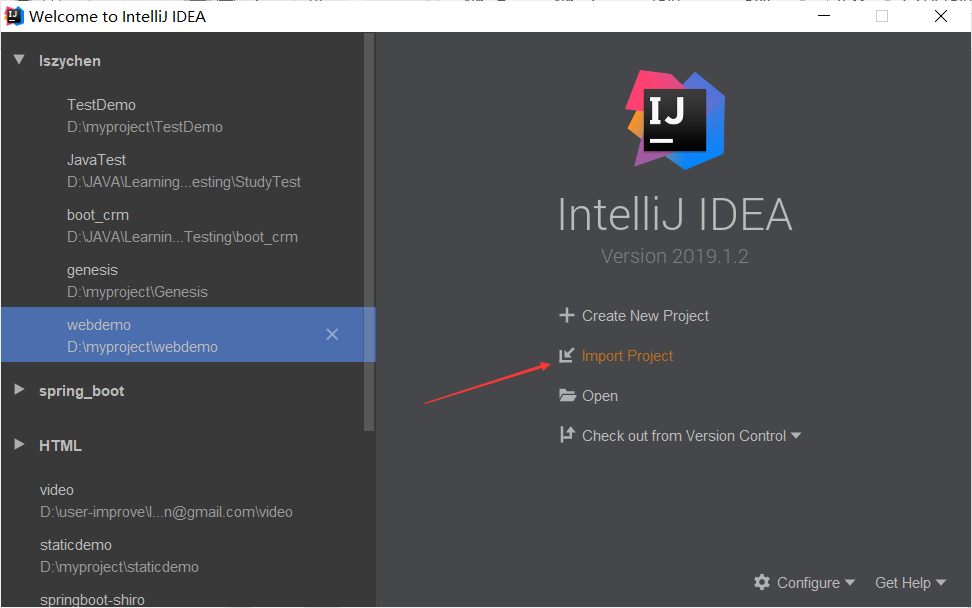 Welcome to IntelliJ IDEA
lszychen
TestDemo
D:\myproject\TestDemo
JavaTest
D:\JAVA\Learning...esting\StudyTest
boot_crm
D:\JAVA\Learnin...Testing\boot_crm
genesis
D:\myproject\Genesis
webdemo
D:\myproject\webdemo
spring_boot
HTML
video
D:\user-improve\l...n@gmail.com\video
staticdemo
D:\myproject\staticdemo
springboot-shiro
IJ
IntelliJ IDEA
Version 2019.1.2
Create New Project
Import Project
Open
Check out from Version Control
Configure
Get Help